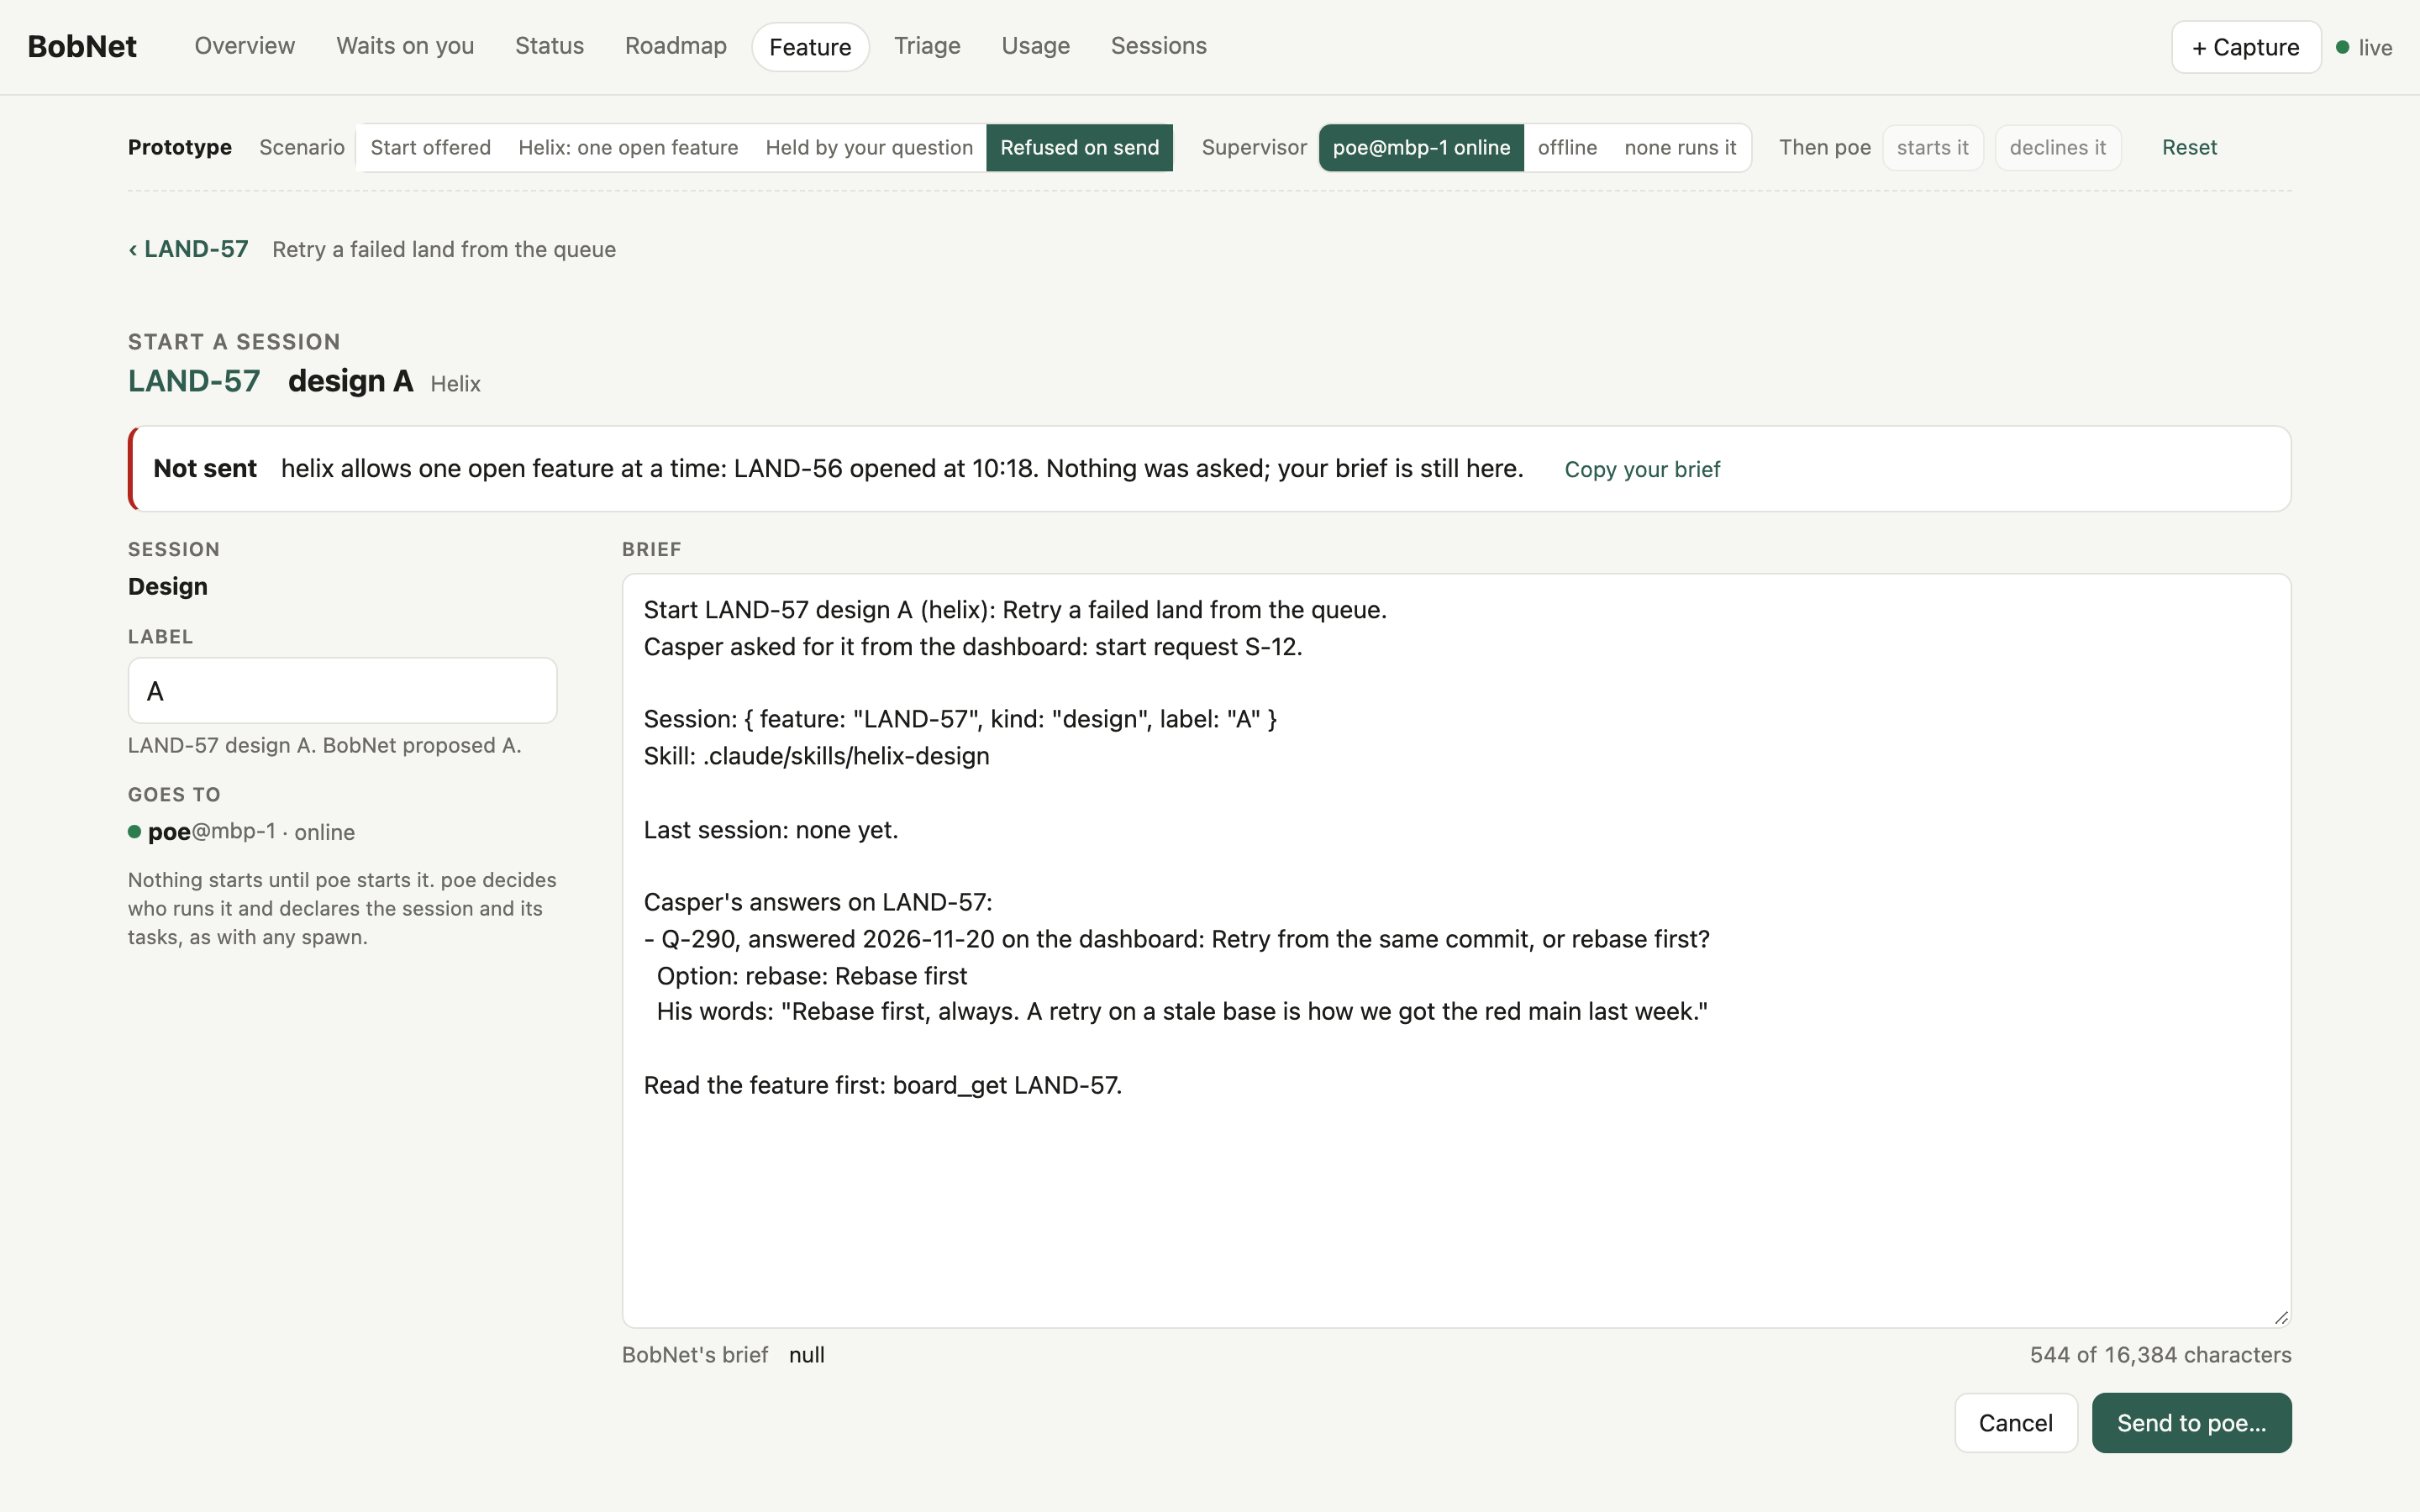 BobNet Overview Waits on you Status Roadmap Feature Triage Usage Sessions + Capture live
Prototype Scenario Start offered Helix: one open feature Held by your question Refused on send Supervisor poe@mbp-1 online offline none runs it Then poe starts it declines it Reset
‹ LAND-57 Retry a failed land from the queue
START A SESSION
LAND-57 design A Helix
Not sent helix allows one open feature at a time: LAND-56 opened at 10:18. Nothing was asked; your brief is still here. Copy your brief
SESSION
Design
LABEL
A
LAND-57 design A. BobNet proposed A.
GOES TO
poe@mbp-1 · online
Nothing starts until poe starts it. poe decides
who runs it and declares the session and its
tasks, as with any spawn.
BRIEF
Start LAND-57 design A (helix): Retry a failed land from the queue.
Casper asked for it from the dashboard: start request S-12.
Session: { feature: "LAND-57", kind: "design", label: "A" }
Skill: .claude/skills/helix-design
Last session: none yet.
Casper's answers on LAND-57:
- Q-290, answered 2026-11-20 on the dashboard: Retry from the same commit, or rebase first?
Option: rebase: Rebase first
His words: "Rebase first, always. A retry on a stale base is how we got the red main last week."
Read the feature first: board_get LAND-57.
BobNet's brief null 544 of 16,384 characters
Cancel Send to poe…